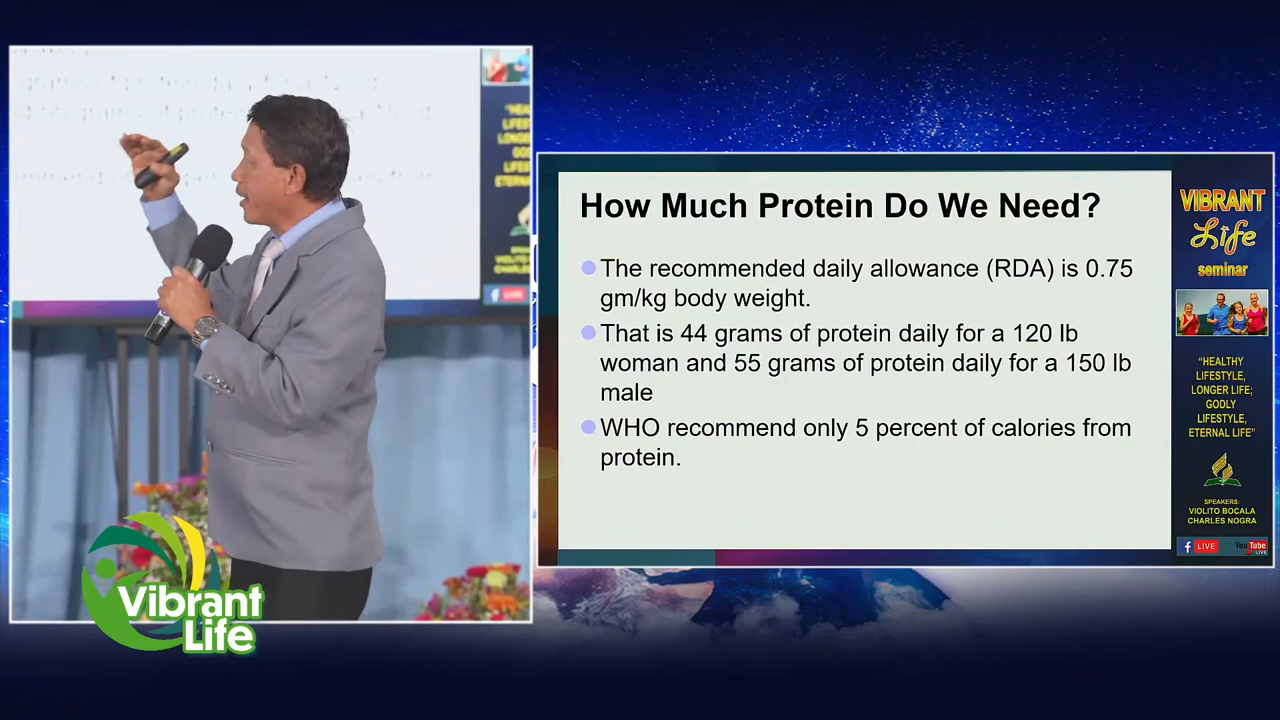 How Much Protein Do We Need?
The recommended daily allowance (RDA) is 0.75
gm/kg body weight.
That is 44 grams of protein daily for a 120 lb
woman and 55 grams of protein daily for a 150 lb
male
WHO recommend only 5 percent of calories from
protein.
VIBRANT
Life
seminar
“HEALTHY
LIFESTYLE,
LONGER LIFE;
GODLY
LIFESTYLE,
ETERNAL LIFE”
SPEAKERS:
VIOLITO BOCALA
CHARLES NOGRA
f LIVE YouTube LIVE
Vibrant
Life